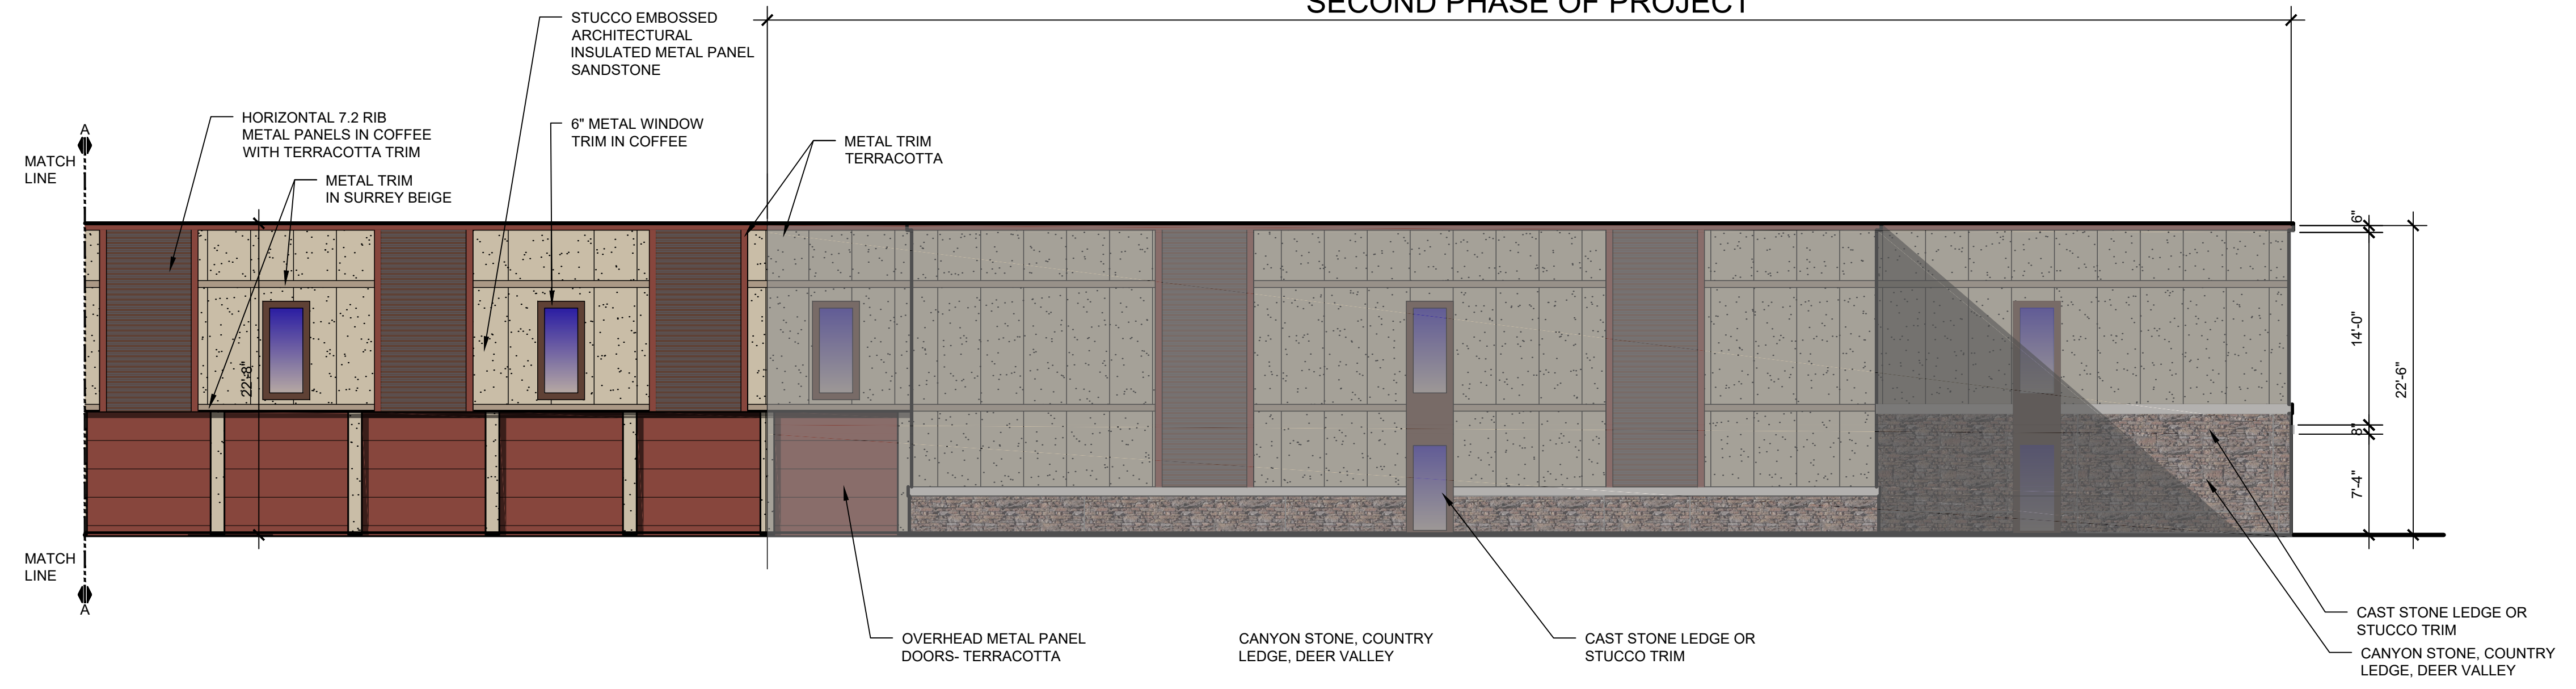 SECOND PHASE OF PROJECT
STUCCO EMBOSSED
ARCHITECTURAL
INSULATED METAL PANEL
SANDSTONE
HORIZONTAL 7.2 RIB
METAL PANELS IN COFFEE
WITH TERRACOTTA TRIM
6" METAL WINDOW
TRIM IN COFFEE
METAL TRIM
TERRACOTTA
A
MATCH
LINE
METAL TRIM
IN SURREY BEIGE
22'-8"
6"
14'-0"
8"
7'-4"
22'-6"
MATCH
LINE
A
OVERHEAD METAL PANEL
DOORS- TERRACOTTA
CANYON STONE, COUNTRY
LEDGE, DEER VALLEY
CAST STONE LEDGE OR
STUCCO TRIM
CAST STONE LEDGE OR
STUCCO TRIM
CANYON STONE, COUNTRY
LEDGE, DEER VALLEY